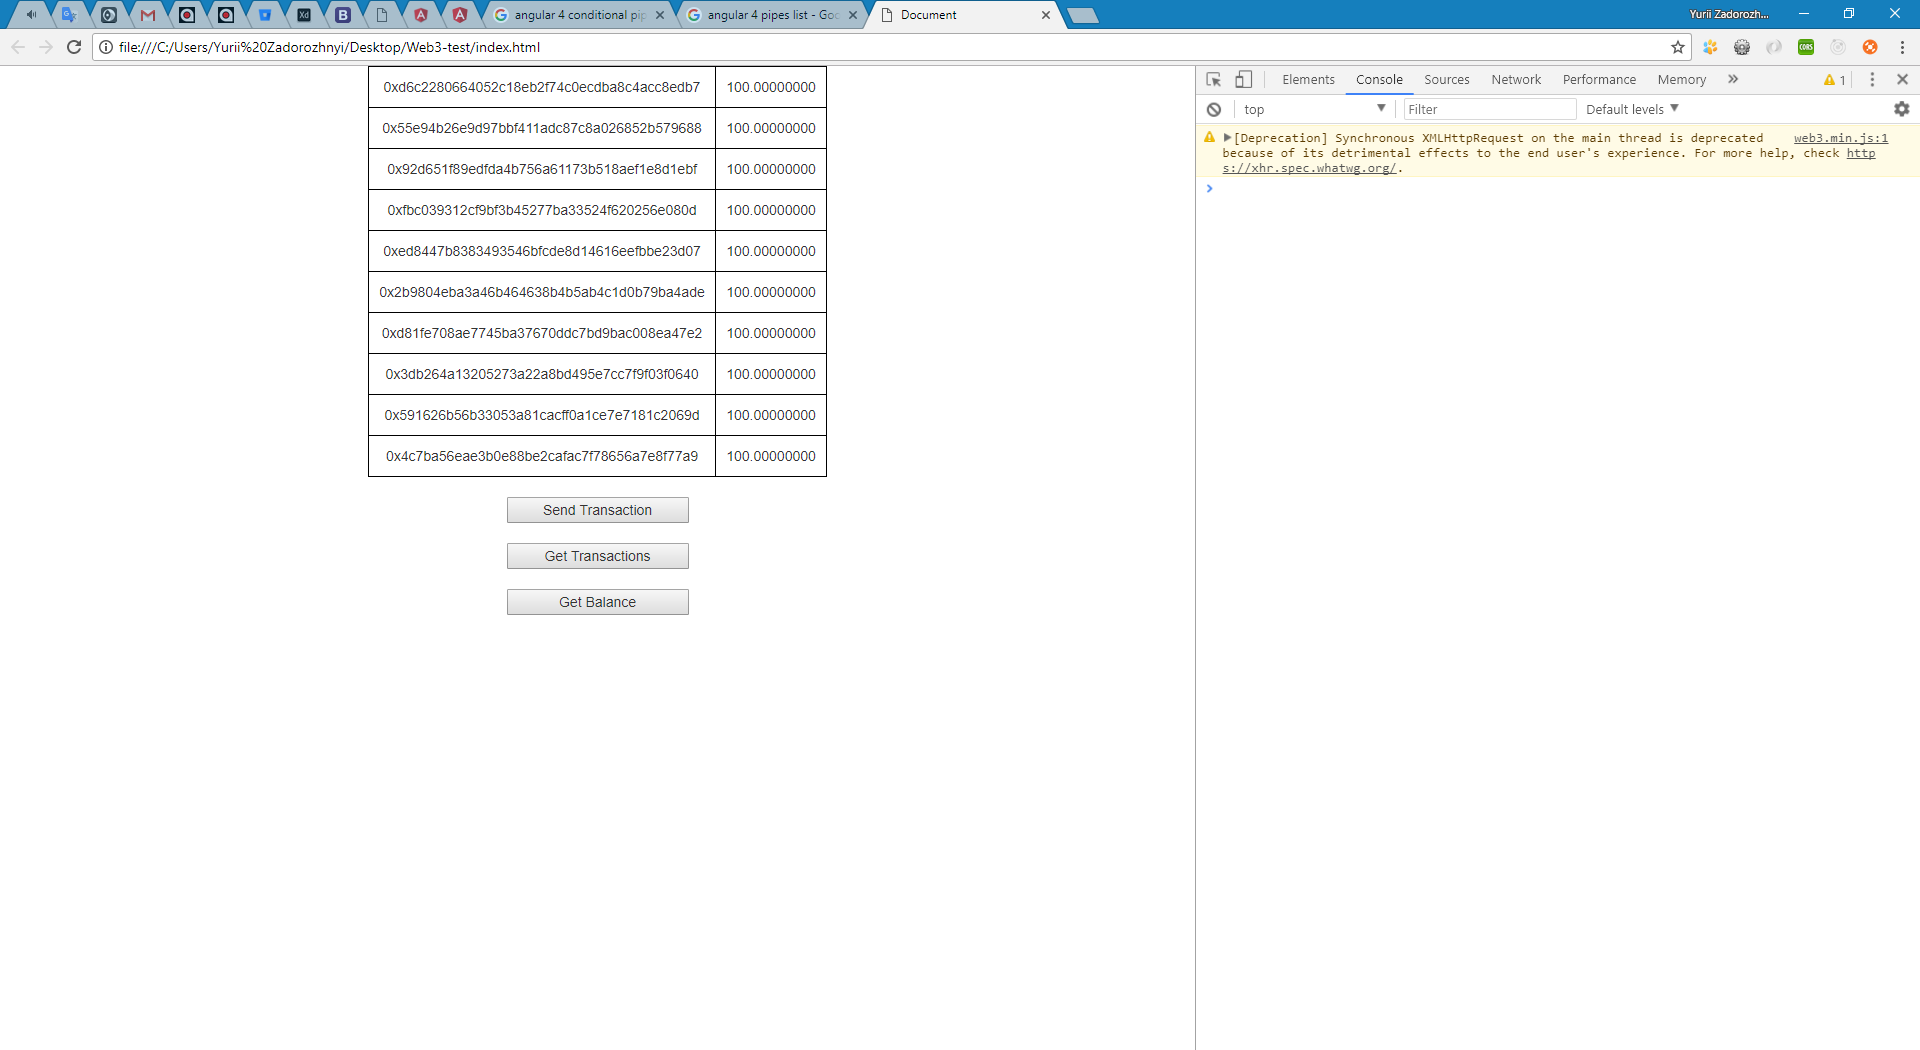 angular 4 conditional pip
angular 4 pipes list - Goo
Document
Yurii Zadorozh...
file:///C:/Users/Yurii%20Zadorozhnyi/Desktop/Web3-test/index.html
CORS
0xd6c2280664052c18eb2f74c0ecdba8c4acc8edb7 100.00000000
0x55e94b26e9d97bbf411adc87c8a026852b579688 100.00000000
0x92d651f89edfda4b756a61173b518aef1e8d1ebf 100.00000000
0xfbc039312cf9bf3b45277ba33524f620256e080d 100.00000000
0xed8447b8383493546bfcde8d14616eefbbe23d07 100.00000000
0x2b9804eba3a46b464638b4b5ab4c1d0b79ba4ade 100.00000000
0xd81fe708ae7745ba37670ddc7bd9bac008ea47e2 100.00000000
0x3db264a13205273a22a8bd495e7cc7f9f03f0640 100.00000000
0x591626b56b33053a81cacff0a1ce7e7181c2069d 100.00000000
0x4c7ba56eae3b0e88be2cafac7f78656a7e8f77a9 100.00000000
Send Transaction
Get Transactions
Get Balance
Elements Console Sources Network Performance Memory 1
top Filter Default levels
[Deprecation] Synchronous XMLHttpRequest on the main thread is deprecated web3.min.js:1
because of its detrimental effects to the end user's experience. For more help, check http
s://xhr.spec.whatwg.org/.